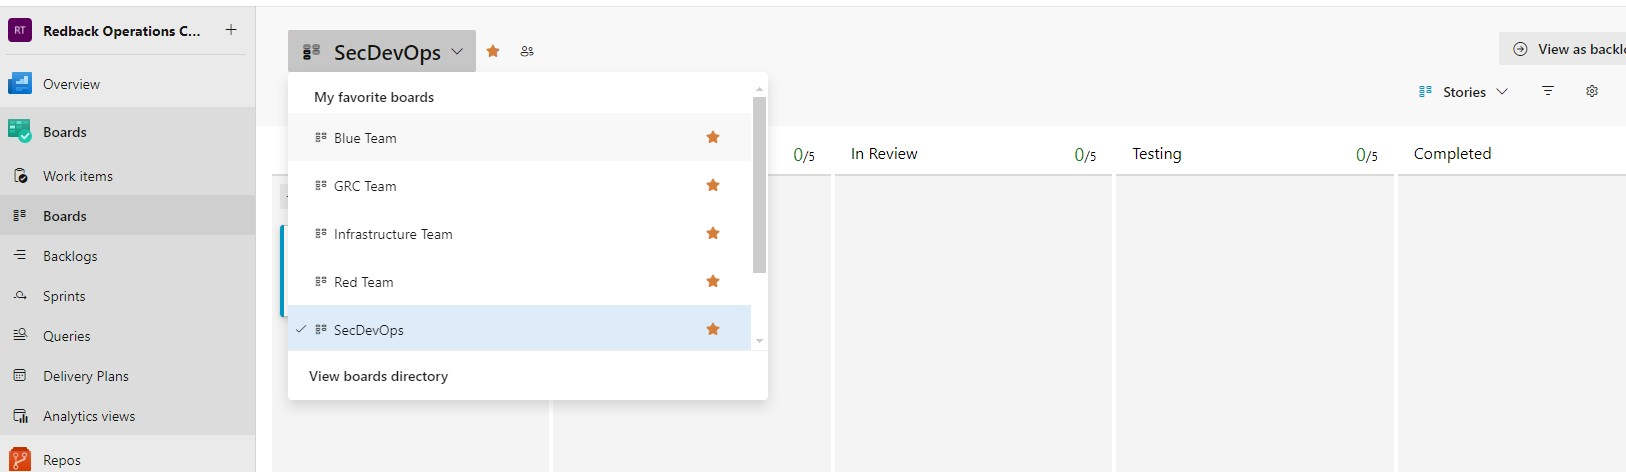 RT Redback Operations C... +
Overview
Boards
Work items
Boards
Backlogs
Sprints
Queries
Delivery Plans
Analytics views
Repos
SecDevOps
View as backlo
Stories
My favorite boards
Blue Team
GRC Team
Infrastructure Team
Red Team
SecDevOps
View boards directory
0/5
In Review 0/5
Testing 0/5
Completed